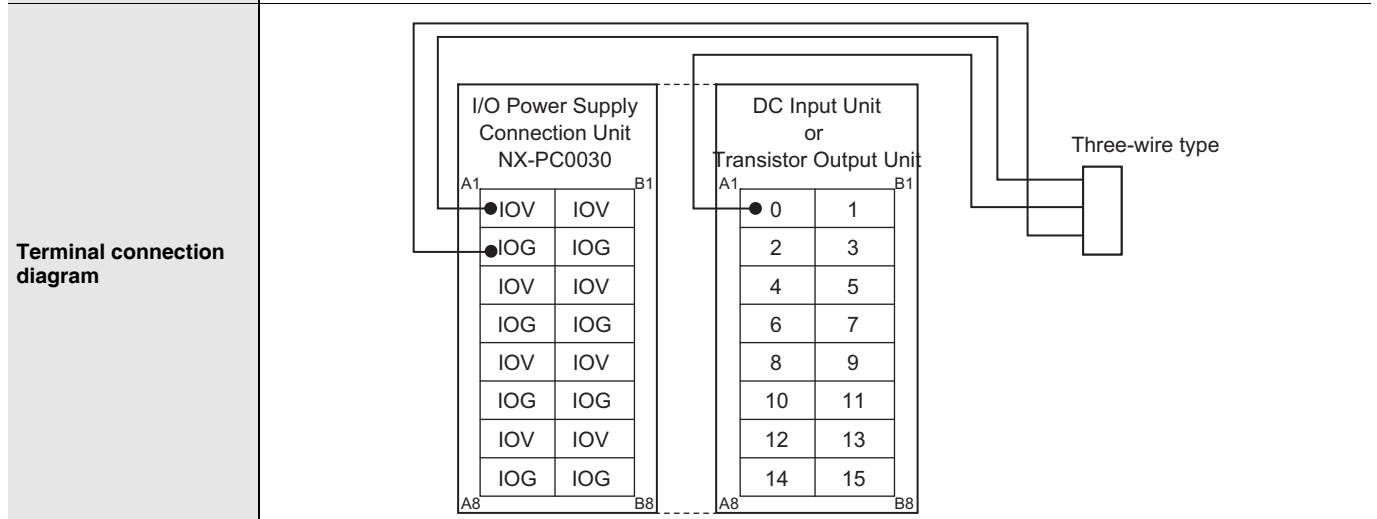 Terminal connection
diagram
I/O Power Supply
Connection Unit
NX-PC0030
A1 B1
IOV IOV
IOG IOG
IOV IOV
IOG IOG
IOV IOV
IOG IOG
IOV IOV
IOG IOG
A8 B8
DC Input Unit
or
Transistor Output Unit
A1 B1
0 1
2 3
4 5
6 7
8 9
10 11
12 13
14 15
A8 B8
Three-wire type